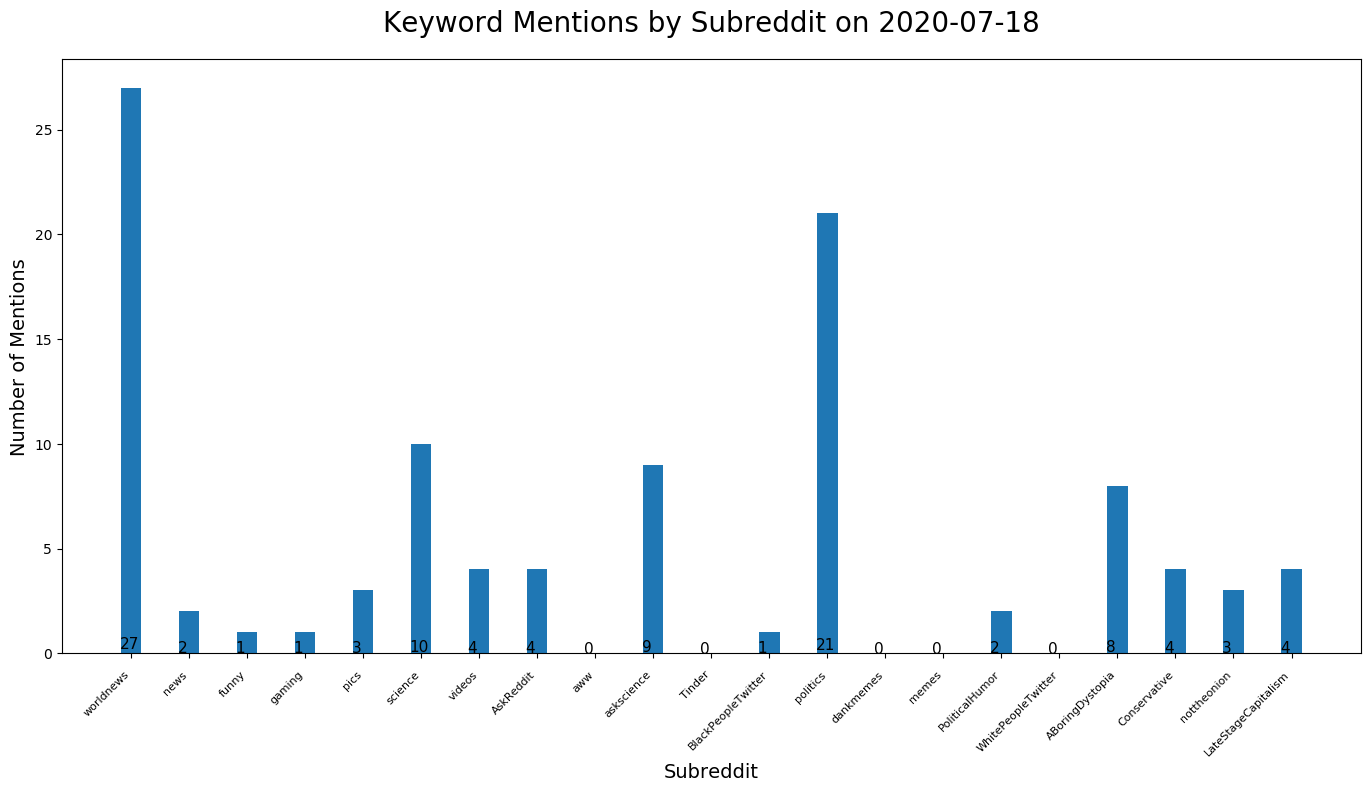 Keyword Mentions by Subreddit on 2020-07-18
Number of Mentions
25
20
15
10
5
0
27
2
1
1
3
10
4
4
0
9
0
1
21
0
0
2
0
8
4
3
4
worldnews
news
funny
gaming
pics
science
videos
AskReddit
aww
askscience
Tinder
BlackPeopleTwitter
politics
dankmemes
memes
PoliticalHumor
WhitePeopleTwitter
ABoringDystopia
Conservative
nottheonion
LateStageCapitalism
Subreddit